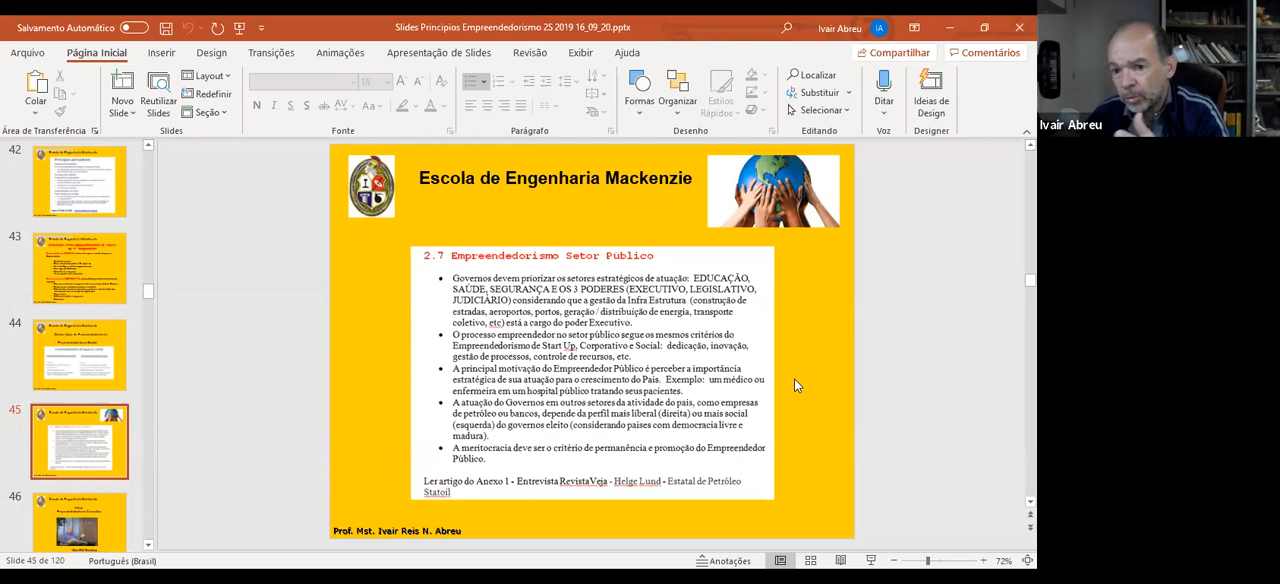 Salvamento Automático
Slides Principios Empreendedorismo 2S 2019 16_09_20.pptx
Ivair Abreu
IA
Arquivo
Página Inicial
Inserir
Design
Transições
Animações
Apresentação de Slides
Revisão
Exibir
Ajuda
Compartilhar
Comentários
Colar
Novo Slide
Reutilizar Slides
Layout
Redefinir
Seção
16
N I S S ab AV Aa A
Formas
Organizar
Estilos Rápidos
Localizar
Substituir
Selecionar
Ditar
Ideias de Design
Área de Transferência
Slides
Fonte
Parágrafo
Desenho
Editando
Voz
Designer
Ivair Abreu
42
43
44
45
46
Escola de Engenharia Mackenzie
2.7 Empreendedorismo Setor Público
• Governos devem priorizar os setores estratégicos de atuação: EDUCAÇÃO,
SAÚDE, SEGURANÇA E OS 3 PODERES (EXECUTIVO, LEGISLATIVO,
JUDICIÁRIO) considerando que a gestão da Infra Estrutura (construção de
estradas, aeroportos, portos, geração / distribuição de energia, transporte
coletivo, etc) está a cargo do poder Executivo.
• O processo empreendedor no setor público segue os mesmos critérios do
Empreendedorismo de Start Up, Corporativo e Social: dedicação, inovação,
gestão de processos, controle de recursos, etc.
• A principal motivação do Empreendedor Público é perceber a importância
estratégica de sua atuação para o crescimento do País. Exemplo: um médico ou
enfermeira em um hospital público tratando seus pacientes.
• A atuação do Governos em outros setores da atividade do país, como empresas
de petróleo ou bancos, depende da perfil mais liberal (direita) ou mais social
(esquerda) do governos eleito (considerando países com democracia livre e
madura).
• A meritocracia deve ser o critério de permanência e promoção do Empreendedor
Público.
Ler artigo do Anexo 1 - Entrevista RevistaVeja - Helge Lund - Estatal de Petróleo
Statoil
Prof. Mst. Ivair Reis N. Abreu
Slide 45 de 120
Português (Brasil)
Anotações
72%